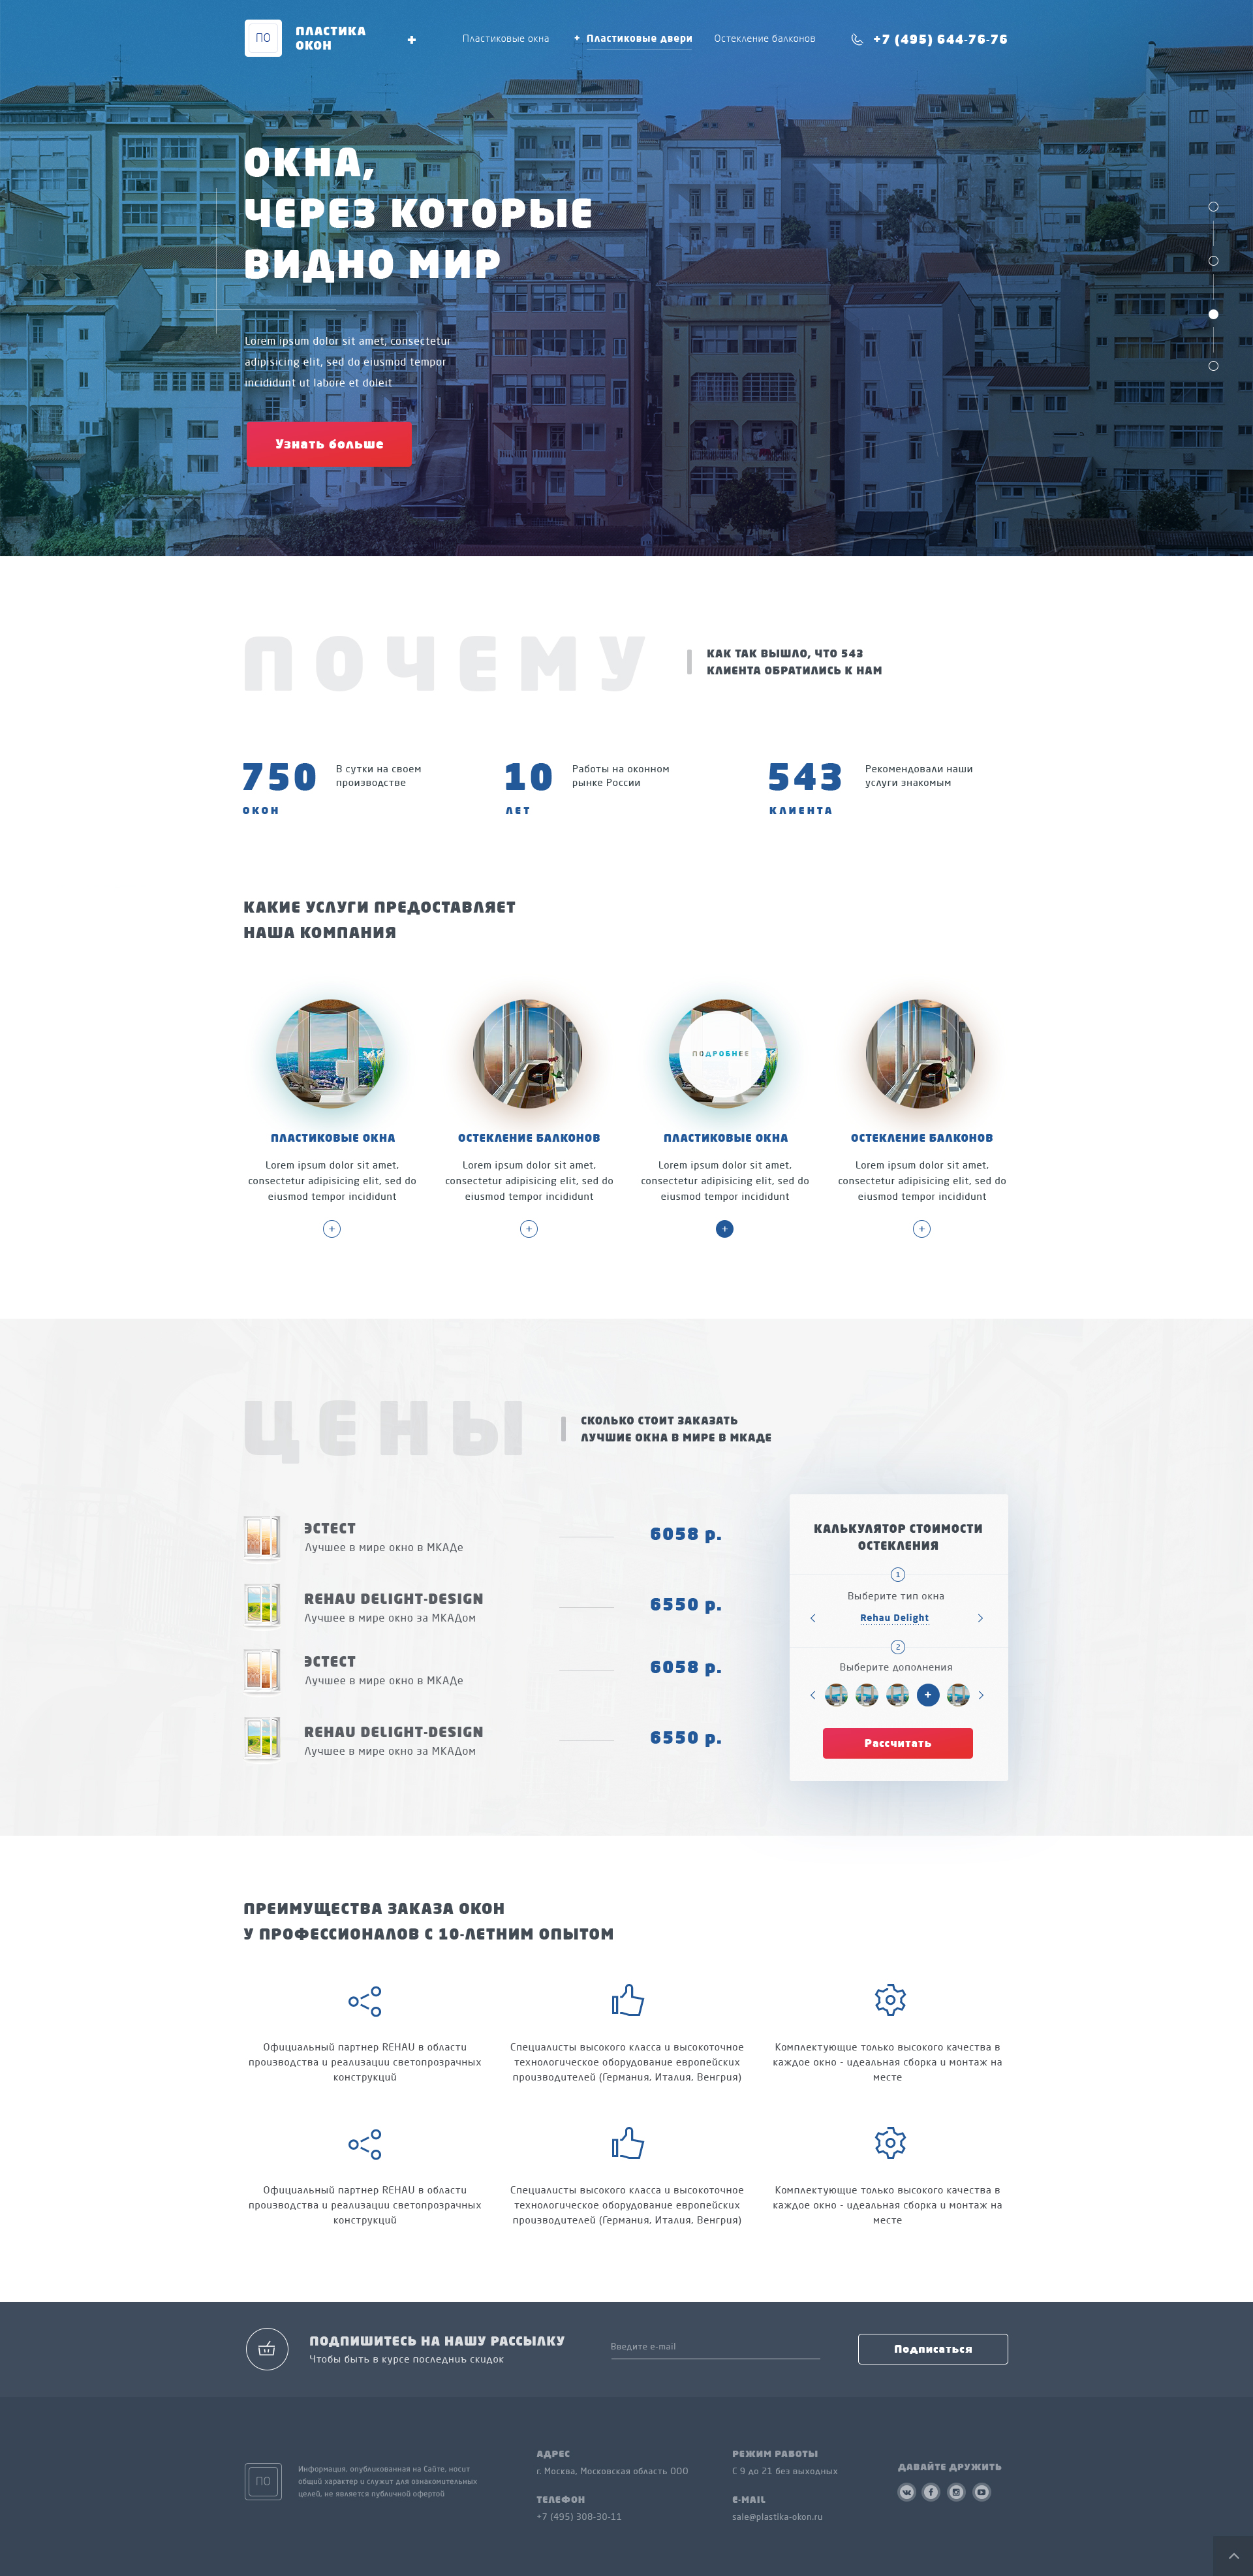 ПО
ПЛАСТИКА
ОКОН
+
Пластиковые окна
+ Пластиковые двери
Остекление балконов
+7 (495) 644-76-76
ОКНА,
ЧЕРЕЗ КОТОРЫЕ
ВИДНО МИР
Lorem ipsum dolor sit amet, consectetur
adipisicing elit, sed do eiusmod tempor
incididunt ut labore et doleit
Узнать больше
ПОЧЕМУ
КАК ТАК ВЫШЛО, ЧТО 543
КЛИЕНТА ОБРАТИЛИСЬ К НАМ
750
ОКОН
В сутки на своем
производстве
10
ЛЕТ
Работы на оконном
рынке России
543
КЛИЕНТА
Рекомендовали наши
услуги знакомым
КАКИЕ УСЛУГИ ПРЕДОСТАВЛЯЕТ
НАША КОМПАНИЯ
ПЛАСТИКОВЫЕ ОКНА
Lorem ipsum dolor sit amet,
consectetur adipisicing elit, sed do
eiusmod tempor incididunt
+
ОСТЕКЛЕНИЕ БАЛКОНОВ
Lorem ipsum dolor sit amet,
consectetur adipisicing elit, sed do
eiusmod tempor incididunt
+
ПОДРОБНЕЕ
ПЛАСТИКОВЫЕ ОКНА
Lorem ipsum dolor sit amet,
consectetur adipisicing elit, sed do
eiusmod tempor incididunt
+
ОСТЕКЛЕНИЕ БАЛКОНОВ
Lorem ipsum dolor sit amet,
consectetur adipisicing elit, sed do
eiusmod tempor incididunt
+
ЦЕНЫ
СКОЛЬКО СТОИТ ЗАКАЗАТЬ
ЛУЧШИЕ ОКНА В МИРЕ В МКАДЕ
ЭСТЕСТ
Лучшее в мире окно в МКАДе
6058 р.
REHAU DELIGHT-DESIGN
Лучшее в мире окно за МКАДом
6550 р.
ЭСТЕСТ
Лучшее в мире окно в МКАДе
6058 р.
REHAU DELIGHT-DESIGN
Лучшее в мире окно за МКАДом
6550 р.
КАЛЬКУЛЯТОР СТОИМОСТИ
ОСТЕКЛЕНИЯ
1
Выберите тип окна
Rehau Delight
2
Выберите дополнения
+
Рассчитать
ПРЕИМУЩЕСТВА ЗАКАЗА ОКОН
У ПРОФЕССИОНАЛОВ С 10-ЛЕТНИМ ОПЫТОМ
Официальный партнер REHAU в области
производства и реализации светопрозрачных
конструкций
Специалисты высокого класса и высокоточное
технологическое оборудование европейских
производителей (Германия, Италия, Венгрия)
Комплектующие только высокого качества в
каждое окно - идеальная сборка и монтаж на
месте
Официальный партнер REHAU в области
производства и реализации светопрозрачных
конструкций
Специалисты высокого класса и высокоточное
технологическое оборудование европейских
производителей (Германия, Италия, Венгрия)
Комплектующие только высокого качества в
каждое окно - идеальная сборка и монтаж на
месте
ПОДПИШИТЕСЬ НА НАШУ РАССЫЛКУ
Чтобы быть в курсе последниъ скидок
Введите e-mail
Подписаться
ПО
Информация, опубликованная на Сайте, носит
общий характер и служит для ознакомительных
целей, не является публичной офертой
АДРЕС
г. Москва, Московская область ООО
ТЕЛЕФОН
+7 (495) 308-30-11
РЕЖИМ РАБОТЫ
С 9 до 21 без выходных
E-MAIL
sale@plastika-okon.ru
ДАВАЙТЕ ДРУЖИТЬ